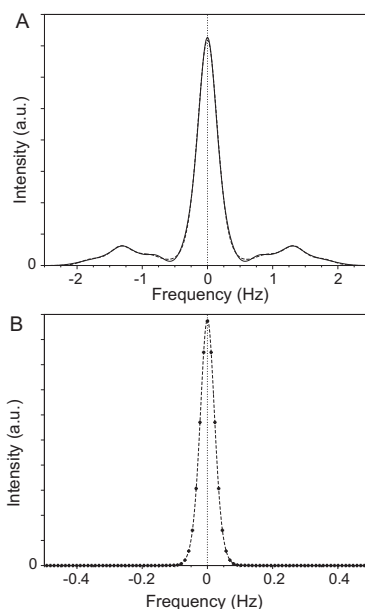 A
Intensity (a.u.)
0
-2 -1 0 1 2
Frequency (Hz)
B
Intensity (a.u.)
0
-0.4 -0.2 0 0.2 0.4
Frequency (Hz)